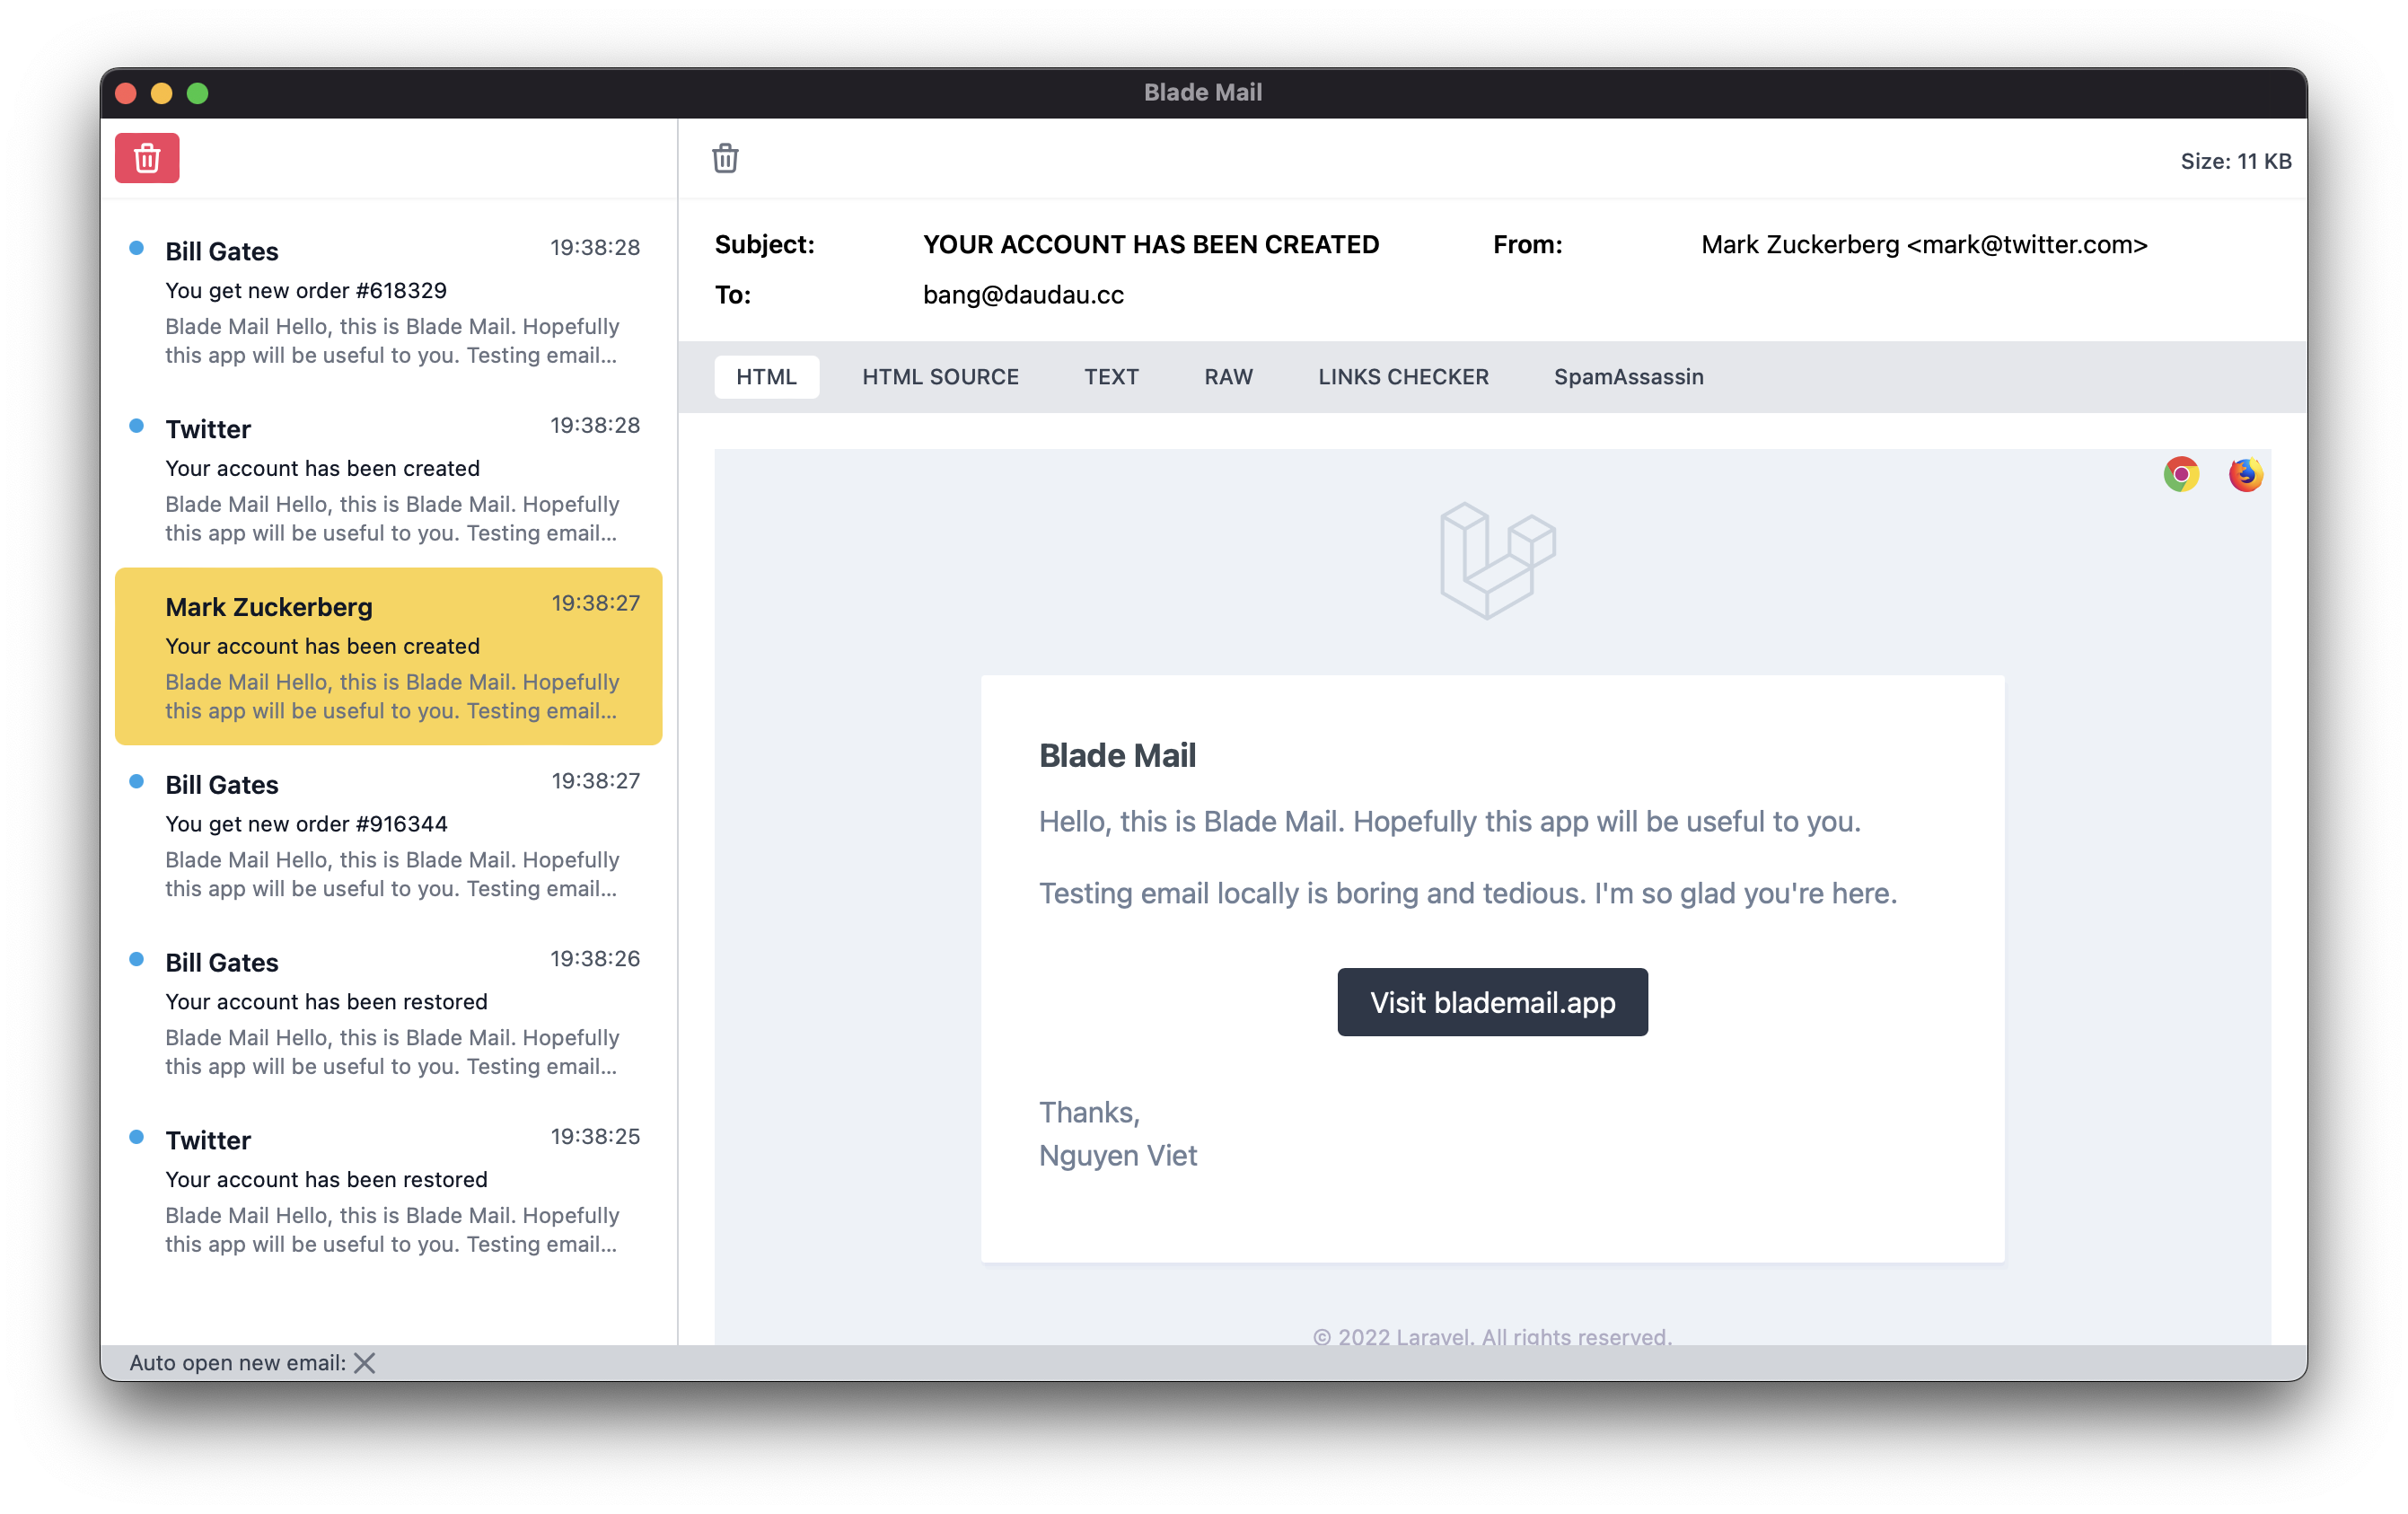 Blade Mail
Size: 11 KB
Bill Gates
19:38:28
You get new order #618329
Blade Mail Hello, this is Blade Mail. Hopefully
this app will be useful to you. Testing email...
Twitter
19:38:28
Your account has been created
Blade Mail Hello, this is Blade Mail. Hopefully
this app will be useful to you. Testing email...
Mark Zuckerberg
19:38:27
Your account has been created
Blade Mail Hello, this is Blade Mail. Hopefully
this app will be useful to you. Testing email...
Bill Gates
19:38:27
You get new order #916344
Blade Mail Hello, this is Blade Mail. Hopefully
this app will be useful to you. Testing email...
Bill Gates
19:38:26
Your account has been restored
Blade Mail Hello, this is Blade Mail. Hopefully
this app will be useful to you. Testing email...
Twitter
19:38:25
Your account has been restored
Blade Mail Hello, this is Blade Mail. Hopefully
this app will be useful to you. Testing email...
Subject: YOUR ACCOUNT HAS BEEN CREATED From: Mark Zuckerberg <mark@twitter.com>
To: bang@daudau.cc
HTML HTML SOURCE TEXT RAW LINKS CHECKER SpamAssassin
Blade Mail
Hello, this is Blade Mail. Hopefully this app will be useful to you.
Testing email locally is boring and tedious. I'm so glad you're here.
Visit blademail.app
Thanks,
Nguyen Viet
© 2022 Laravel. All rights reserved.
Auto open new email: